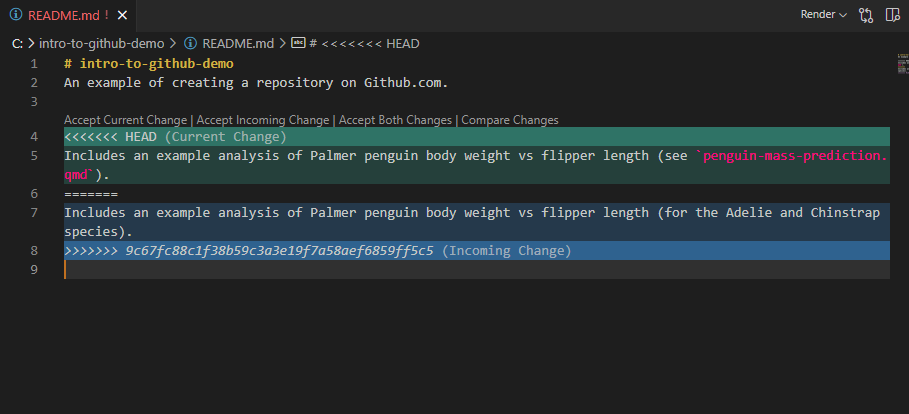 README.md !
Render
C: > intro-to-github-demo > README.md > # <<<<<<< HEAD
1 # intro-to-github-demo
2 An example of creating a repository on Github.com.
3
Accept Current Change | Accept Incoming Change | Accept Both Changes | Compare Changes
4 <<<<<<< HEAD (Current Change)
5 Includes an example analysis of Palmer penguin body weight vs flipper length (see `penguin-mass-prediction.
qmd`).
6 =======
7 Includes an example analysis of Palmer penguin body weight vs flipper length (for the Adelie and Chinstrap
species).
8 >>>>>>> 9c67fc88c1f38b59c3a3e19f7a58aef6859ff5c5 (Incoming Change)
9